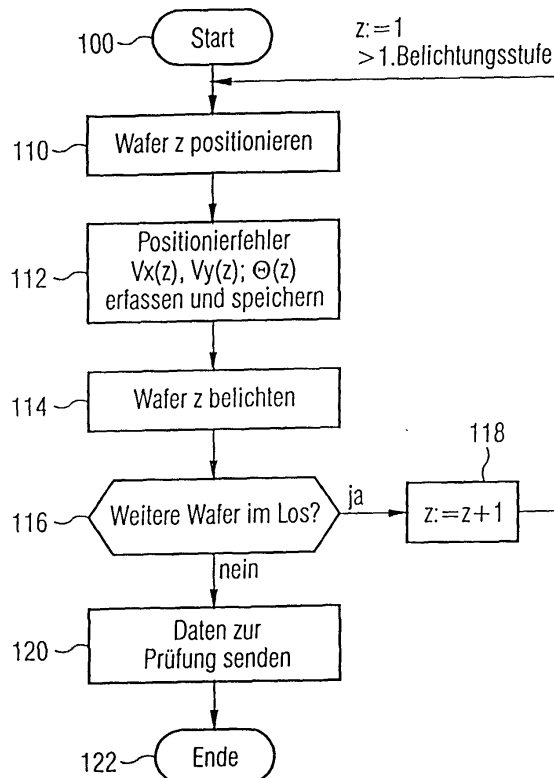 100
Start
z:=1
>1.Belichtungsstufe
110
Wafer z positionieren
112
Positionierfehler
Vx(z), Vy(z); Θ(z)
erfassen und speichern
114
Wafer z belichten
116
Weitere Wafer im Los?
ja
118
z:=z+1
nein
120
Daten zur
Prüfung senden
122
Ende